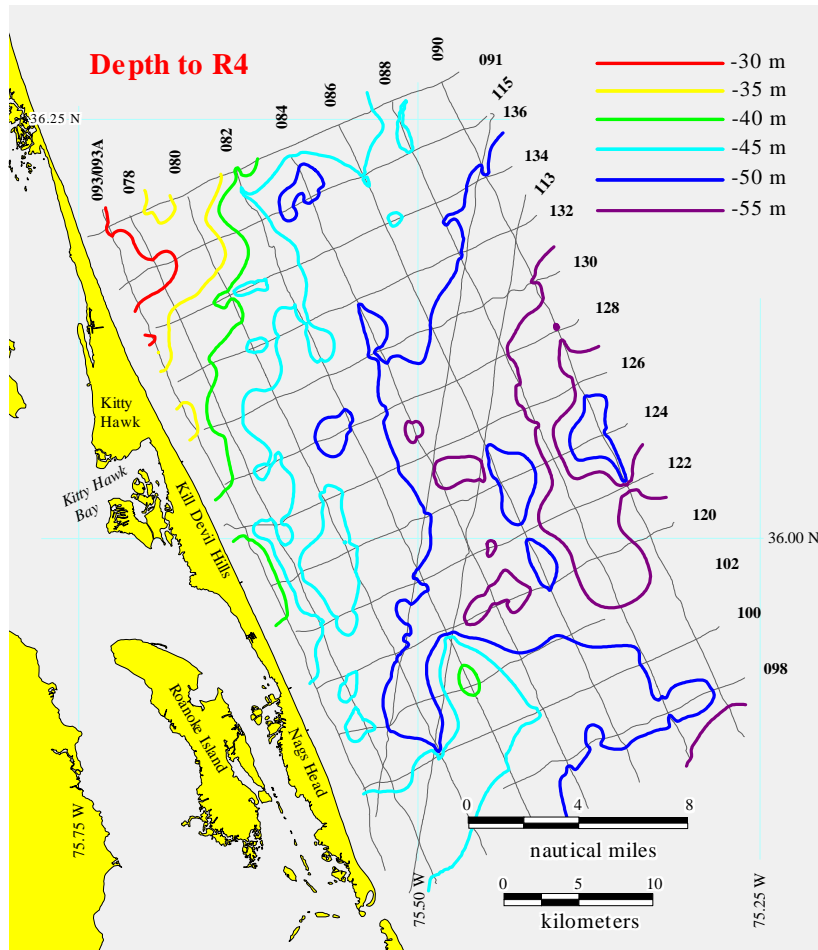 Depth to R4
090
091
088
115
086
136
084
134
082
113
080
132
078
093/093A
130
128
126
124
122
120
102
100
098
-30 m
-35 m
-40 m
-45 m
-50 m
-55 m
36.25 N
36.00 N
Kitty
Hawk
Kitty Hawk
Bay
Kill Devil Hills
Roanoke Island
Nags Head
75.75 W
75.50 W
75.25 W
0 4 8
nautical miles
0 5 10
kilometers